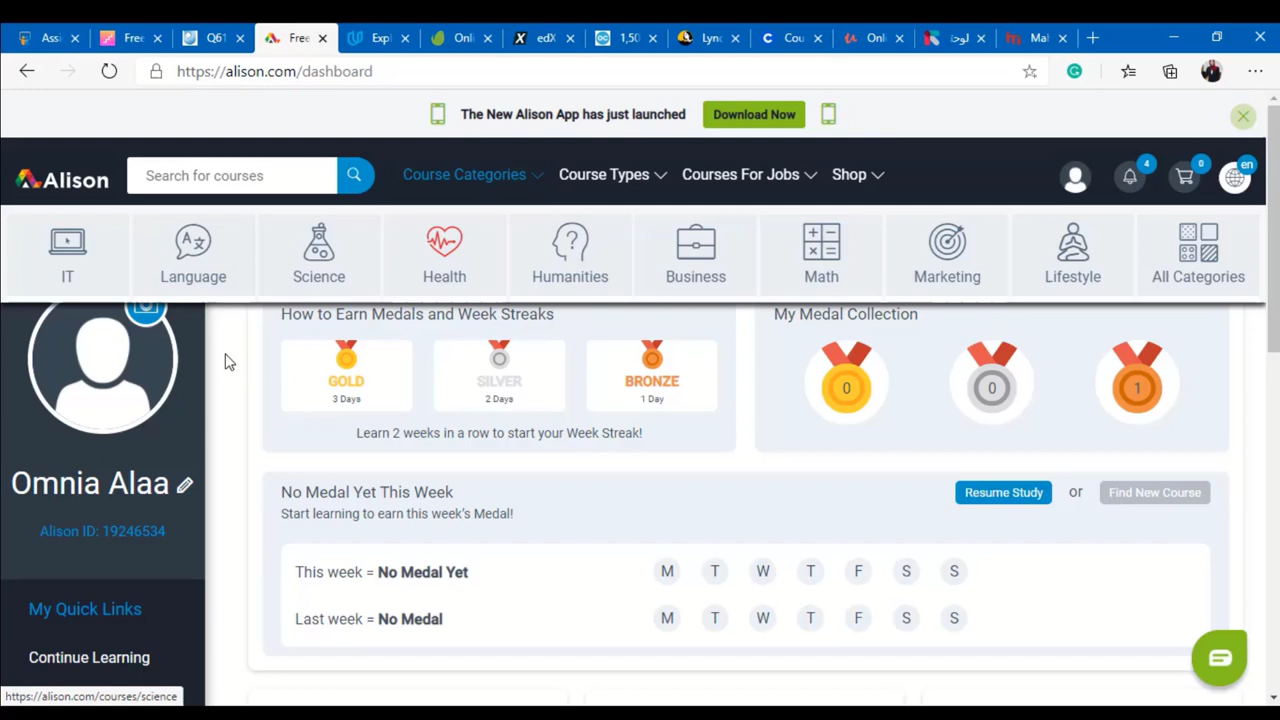 Assi
Free
Q61
Free
Expl
Onli
edX
1,50
Lync
Cou
Onli
لوحة
Mal
https://alison.com/dashboard
The New Alison App has just launched
Download Now
Alison
Search for courses
Course Categories
Course Types
Courses For Jobs
Shop
4
0
en
IT
Language
Science
Health
Humanities
Business
Math
Marketing
Lifestyle
All Categories
How to Earn Medals and Week Streaks
GOLD
3 Days
SILVER
2 Days
BRONZE
1 Day
Learn 2 weeks in a row to start your Week Streak!
My Medal Collection
0
0
1
Omnia Alaa
Alison ID: 19246534
No Medal Yet This Week
Start learning to earn this week's Medal!
Resume Study or Find New Course
This week = No Medal Yet M T W T F S S
Last week = No Medal M T W T F S S
My Quick Links
Continue Learning
https://alison.com/courses/science